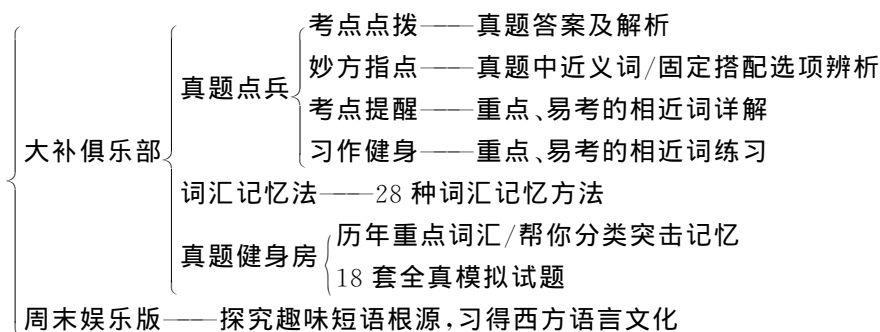 考点点拨——真题答案及解析
妙方指点——真题中近义词/固定搭配选项辨析
真题点兵
考点提醒——重点、易考的相近词详解
大补俱乐部
习作健身——重点、易考的相近词练习
词汇记忆法——28 种词汇记忆方法
历年重点词汇/帮你分类突击记忆
真题健身房
18 套全真模拟试题
周末娱乐版——探究趣味短语根源,习得西方语言文化